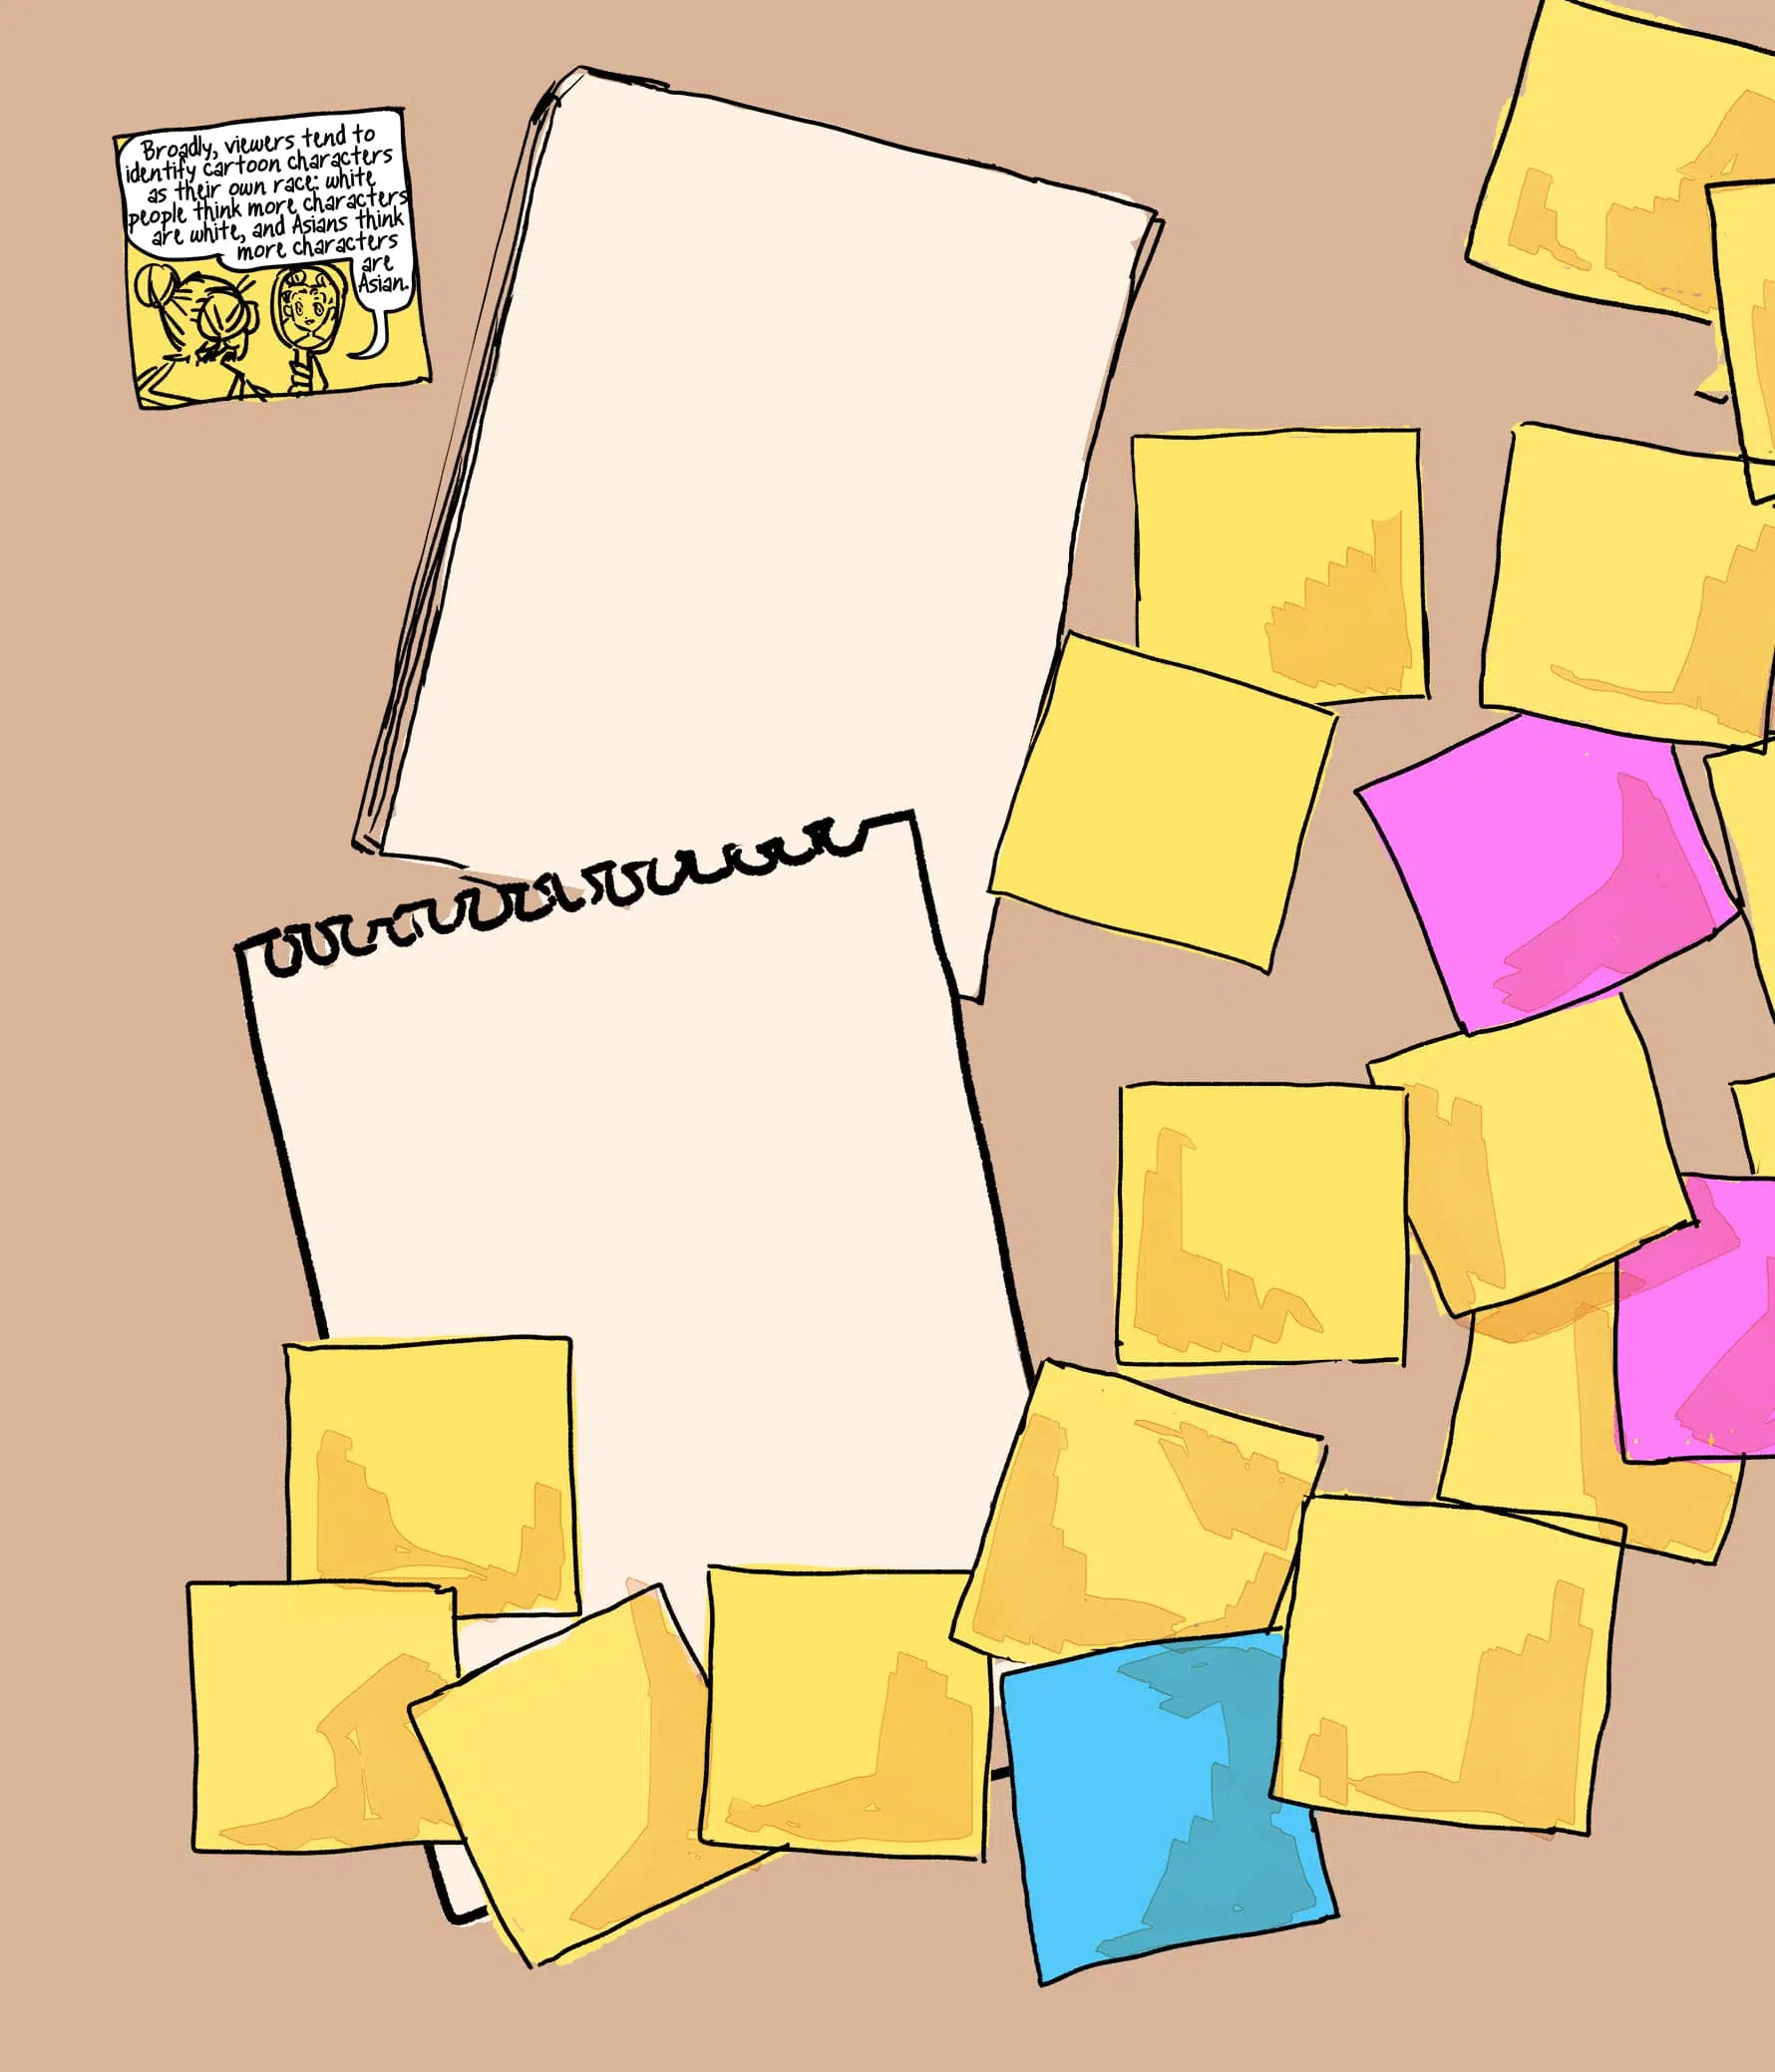 Broadly, viewers tend to
identify cartoon characters
as their own race: white
people think more characters
are white, and Asians think
more characters
are
Asian.